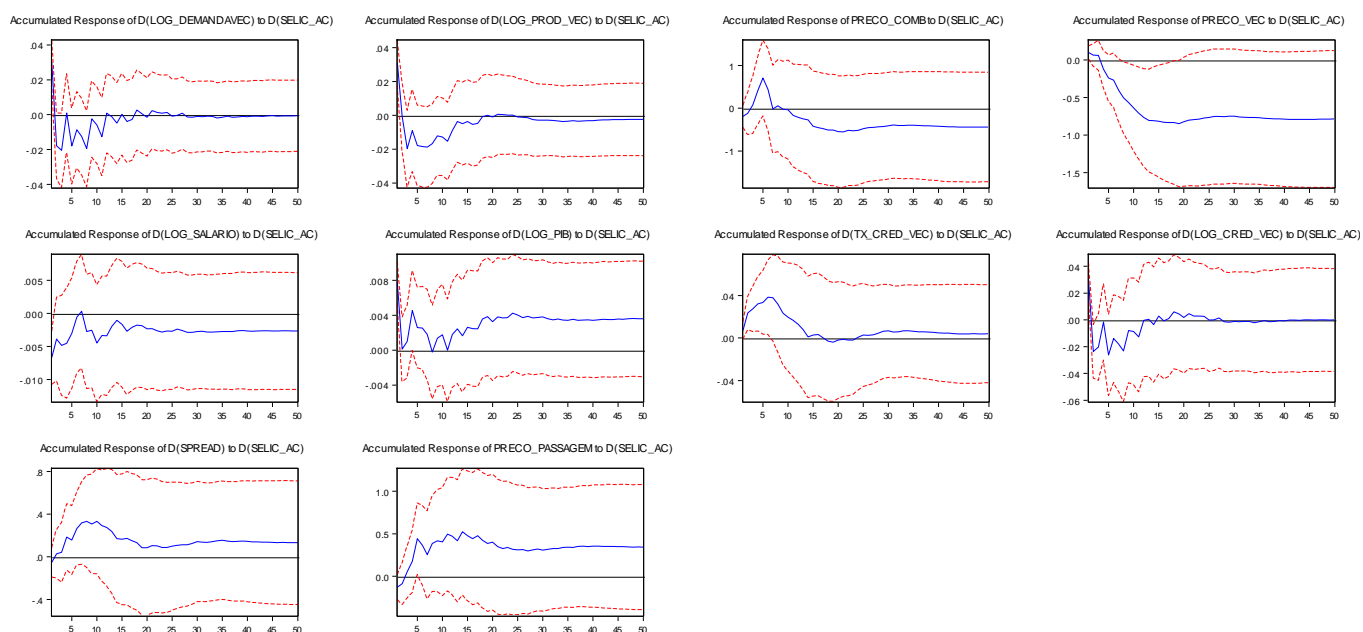 Accumulated Response of D(LOG_DEMANDAVEC) to D(SELIC_AC)
.04
.02
.00
-.02
-.04
5 10 15 20 25 30 35 40 45 50
Accumulated Response of D(LOG_PROD_VEC) to D(SELIC_AC)
.04
.02
.00
-.02
-.04
5 10 15 20 25 30 35 40 45 50
Accumulated Response of PRECO_COMB to D(SELIC_AC)
1
0
-1
5 10 15 20 25 30 35 40 45 50
Accumulated Response of PRECO_VEC to D(SELIC_AC)
0.0
-0.5
-1.0
-1.5
5 10 15 20 25 30 35 40 45 50
Accumulated Response of D(LOG_SALARIO) to D(SELIC_AC)
.005
.000
-.005
-.010
5 10 15 20 25 30 35 40 45 50
Accumulated Response of D(LOG_PIB) to D(SELIC_AC)
.008
.004
.000
-.004
5 10 15 20 25 30 35 40 45 50
Accumulated Response of D(TX_CRED_VEC) to D(SELIC_AC)
.04
.00
-.04
5 10 15 20 25 30 35 40 45 50
Accumulated Response of D(LOG_CRED_VEC) to D(SELIC_AC)
.04
.02
.00
-.02
-.04
-.06
5 10 15 20 25 30 35 40 45 50
Accumulated Response of D(SPREAD) to D(SELIC_AC)
.8
.4
.0
-.4
5 10 15 20 25 30 35 40 45 50
Accumulated Response of PRECO_PASSAGEM to D(SELIC_AC)
1.0
0.5
0.0
5 10 15 20 25 30 35 40 45 50